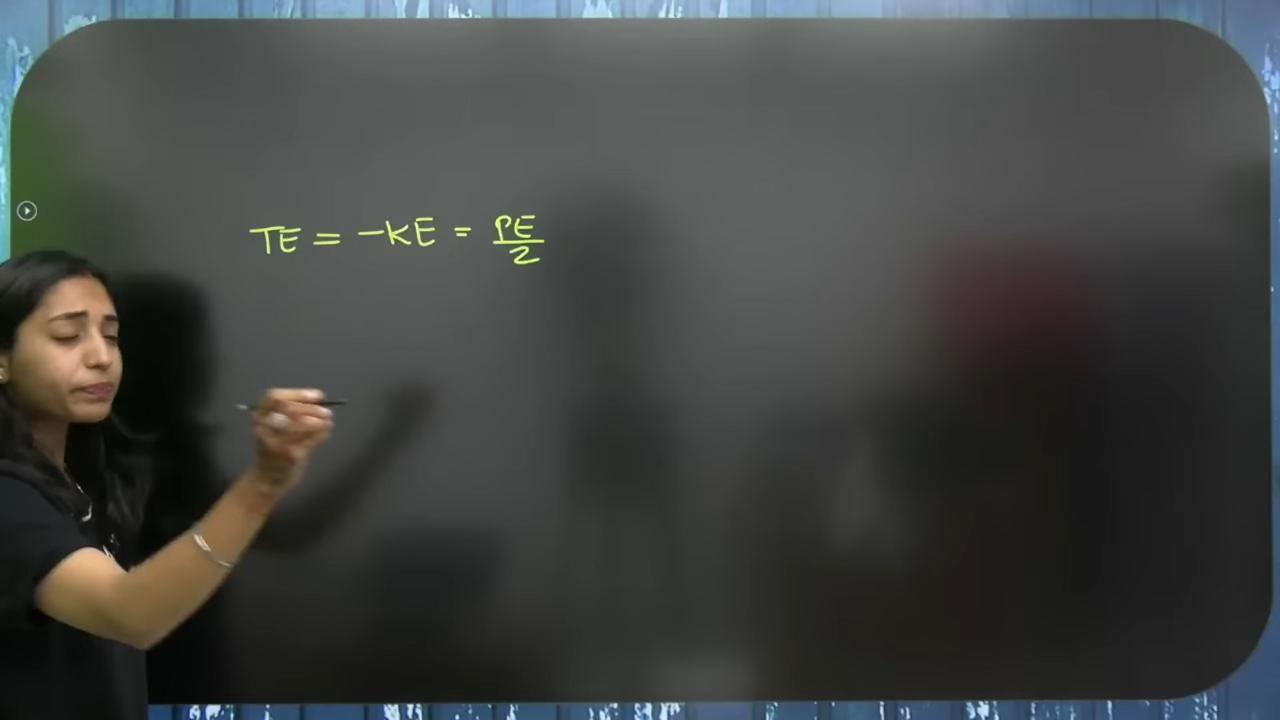 TE = -KE = PE/2